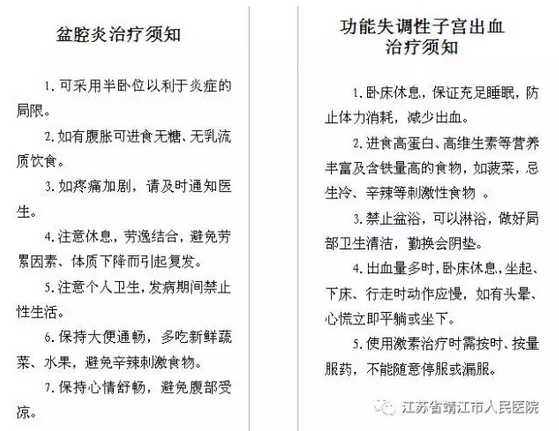 盆腔炎治疗须知
1.可采用半卧位以利于炎症的
局限。
2.如有腹胀可进食无糖、无乳流
质饮食。
3.如疼痛加剧，请及时通知医
生。
4.注意休息，劳逸结合，避免劳
累因素、体质下降而引起复发。
5.注意个人卫生，发病期间禁止
性生活。
6.保持大便通畅，多吃新鲜蔬
菜、水果，避免辛辣刺激食物。
7.保持心情舒畅，避免腹部受
凉。
功能失调性子宫出血
治疗须知
1.卧床休息，保证充足睡眠，防
止体力消耗，减少出血。
2.进食高蛋白、高维生素等营养
丰富及含铁量高的食物，如菠菜，忌
生冷、辛辣等刺激性食物 。
3.禁止盆浴，可以淋浴，做好局
部卫生清洁，勤换会阴垫。
4.出血量多时，卧床休息，坐起、
下床、行走时动作应慢，如有头晕、
心慌立即平躺或坐下。
5.使用激素治疗时需按时、按量
服药，不能随意停服或漏服。
江苏省靖江市人民医院